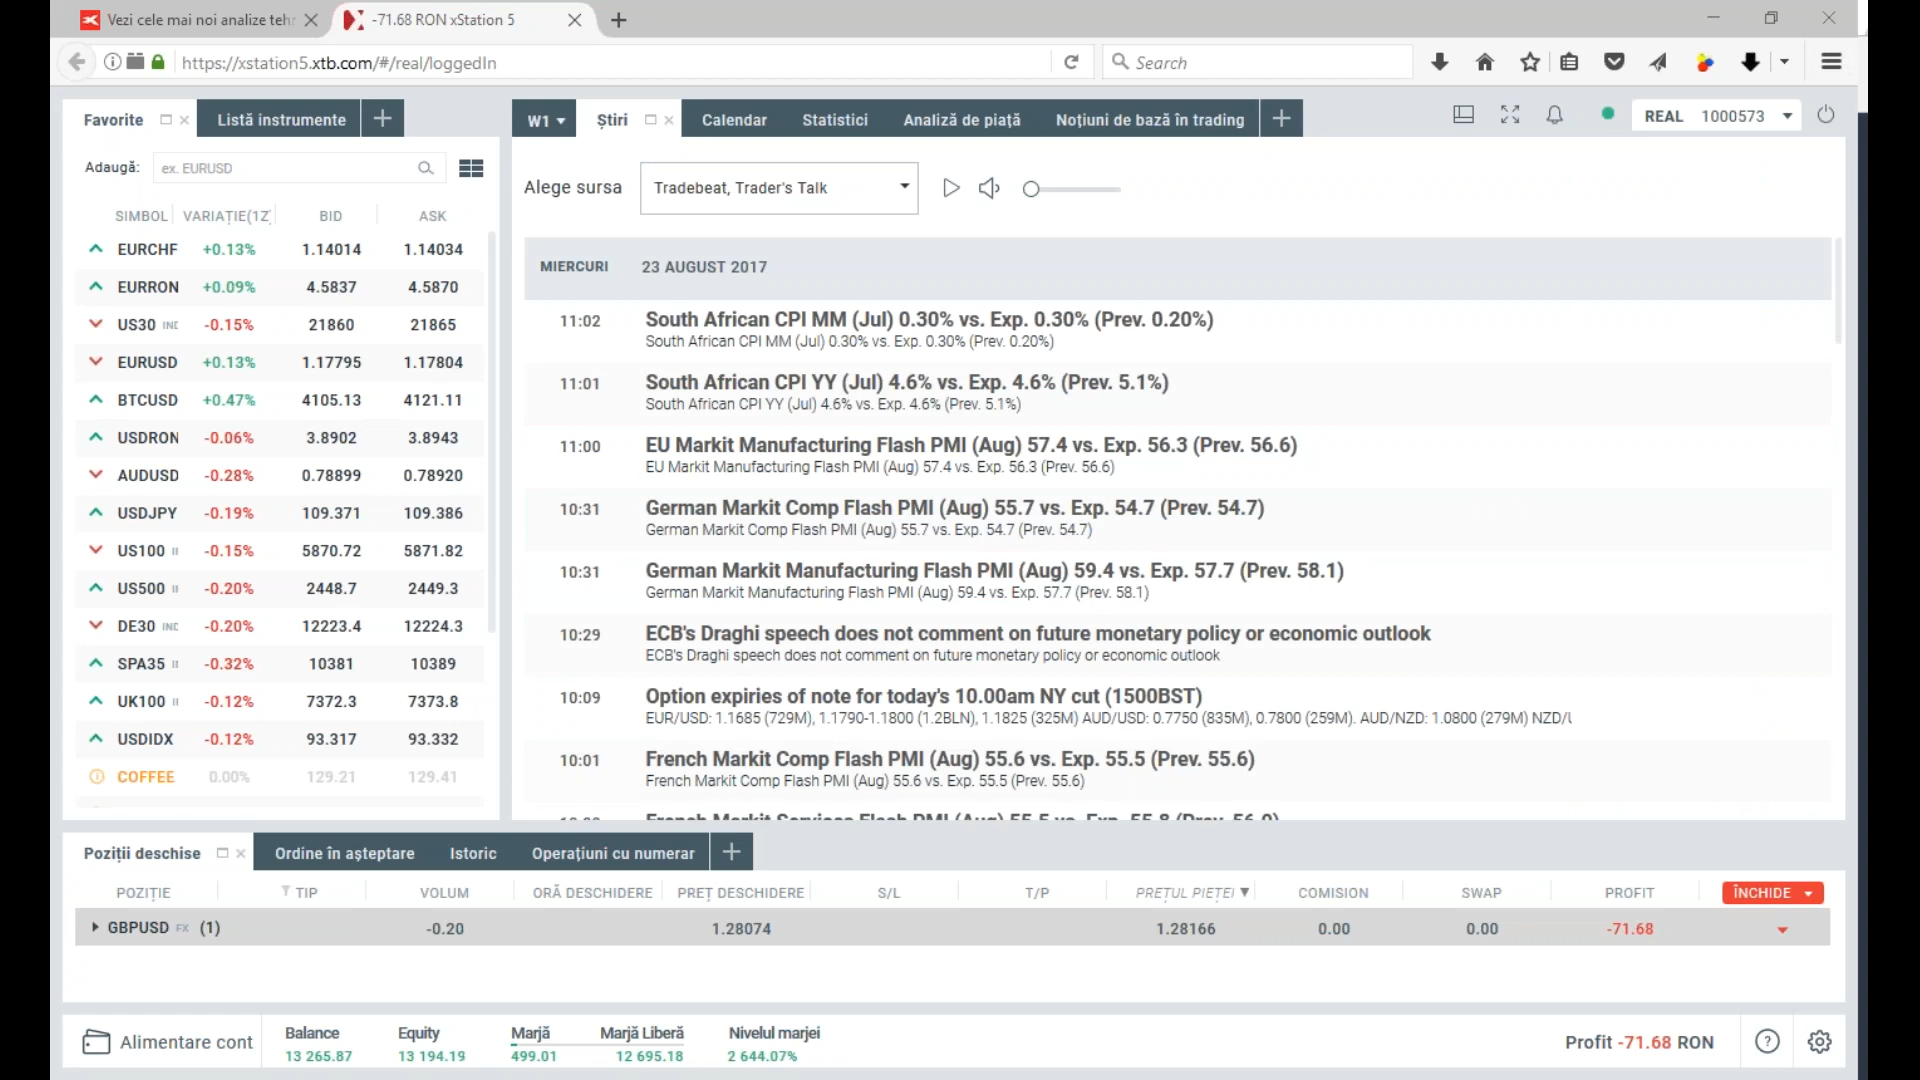 Vezi cele mai noi analize teh
-71.68 RON xStation 5
https://xstation5.xtb.com/#/real/loggedIn
Search
Favorite
Listă instrumente
W1
Știri
Calendar
Statistici
Analiză de piață
Noțiuni de bază în trading
REAL 1000573
Adaugă:
ex. EURUSD
Alege sursa
Tradebeat, Trader's Talk
SIMBOL VARIAȚIE(1Z) BID ASK
EURCHF +0.13% 1.14014 1.14034
EURRON +0.09% 4.5837 4.5870
US30 -0.15% 21860 21865
EURUSD +0.13% 1.17795 1.17804
BTCUSD +0.47% 4105.13 4121.11
USDRON -0.06% 3.8902 3.8943
AUDUSD -0.28% 0.78899 0.78920
USDJPY -0.19% 109.371 109.386
US100 -0.15% 5870.72 5871.82
US500 -0.20% 2448.7 2449.3
DE30 -0.20% 12223.4 12224.3
SPA35 -0.32% 10381 10389
UK100 -0.12% 7372.3 7373.8
USDIDX -0.12% 93.317 93.332
COFFEE 0.00% 129.21 129.41
MIERCURI 23 AUGUST 2017
11:02 South African CPI MM (Jul) 0.30% vs. Exp. 0.30% (Prev. 0.20%)
South African CPI MM (Jul) 0.30% vs. Exp. 0.30% (Prev. 0.20%)
11:01 South African CPI YY (Jul) 4.6% vs. Exp. 4.6% (Prev. 5.1%)
South African CPI YY (Jul) 4.6% vs. Exp. 4.6% (Prev. 5.1%)
11:00 EU Markit Manufacturing Flash PMI (Aug) 57.4 vs. Exp. 56.3 (Prev. 56.6)
EU Markit Manufacturing Flash PMI (Aug) 57.4 vs. Exp. 56.3 (Prev. 56.6)
10:31 German Markit Comp Flash PMI (Aug) 55.7 vs. Exp. 54.7 (Prev. 54.7)
German Markit Comp Flash PMI (Aug) 55.7 vs. Exp. 54.7 (Prev. 54.7)
10:31 German Markit Manufacturing Flash PMI (Aug) 59.4 vs. Exp. 57.7 (Prev. 58.1)
German Markit Manufacturing Flash PMI (Aug) 59.4 vs. Exp. 57.7 (Prev. 58.1)
10:29 ECB's Draghi speech does not comment on future monetary policy or economic outlook
ECB's Draghi speech does not comment on future monetary policy or economic outlook
10:09 Option expiries of note for today's 10.00am NY cut (1500BST)
EUR/USD: 1.1685 (729M), 1.1790-1.1800 (1.2BLN), 1.1825 (325M) AUD/USD: 0.7750 (835M), 0.7800 (259M). AUD/NZD: 1.0800 (279M) NZD/
10:01 French Markit Comp Flash PMI (Aug) 55.6 vs. Exp. 55.5 (Prev. 55.6)
French Markit Comp Flash PMI (Aug) 55.6 vs. Exp. 55.5 (Prev. 55.6)
French Markit Services Flash PMI (Aug) 55.5 vs. Exp. 55.8 (Prev. 56.0)
Poziții deschise
Ordine în așteptare
Istoric
Operațiuni cu numerar
POZIȚIE TIP VOLUM ORĂ DESCHIDERE PREȚ DESCHIDERE S/L T/P PREȚUL PIEȚEI COMISION SWAP PROFIT ÎNCHIDE
GBPUSD FX (1) -0.20 1.28074 1.28166 0.00 0.00 -71.68
Alimentare cont
Balance Equity Marjă Marjă Liberă Nivelul marjei
13 265.87 13 194.19 499.01 12 695.18 2 644.07%
Profit -71.68 RON